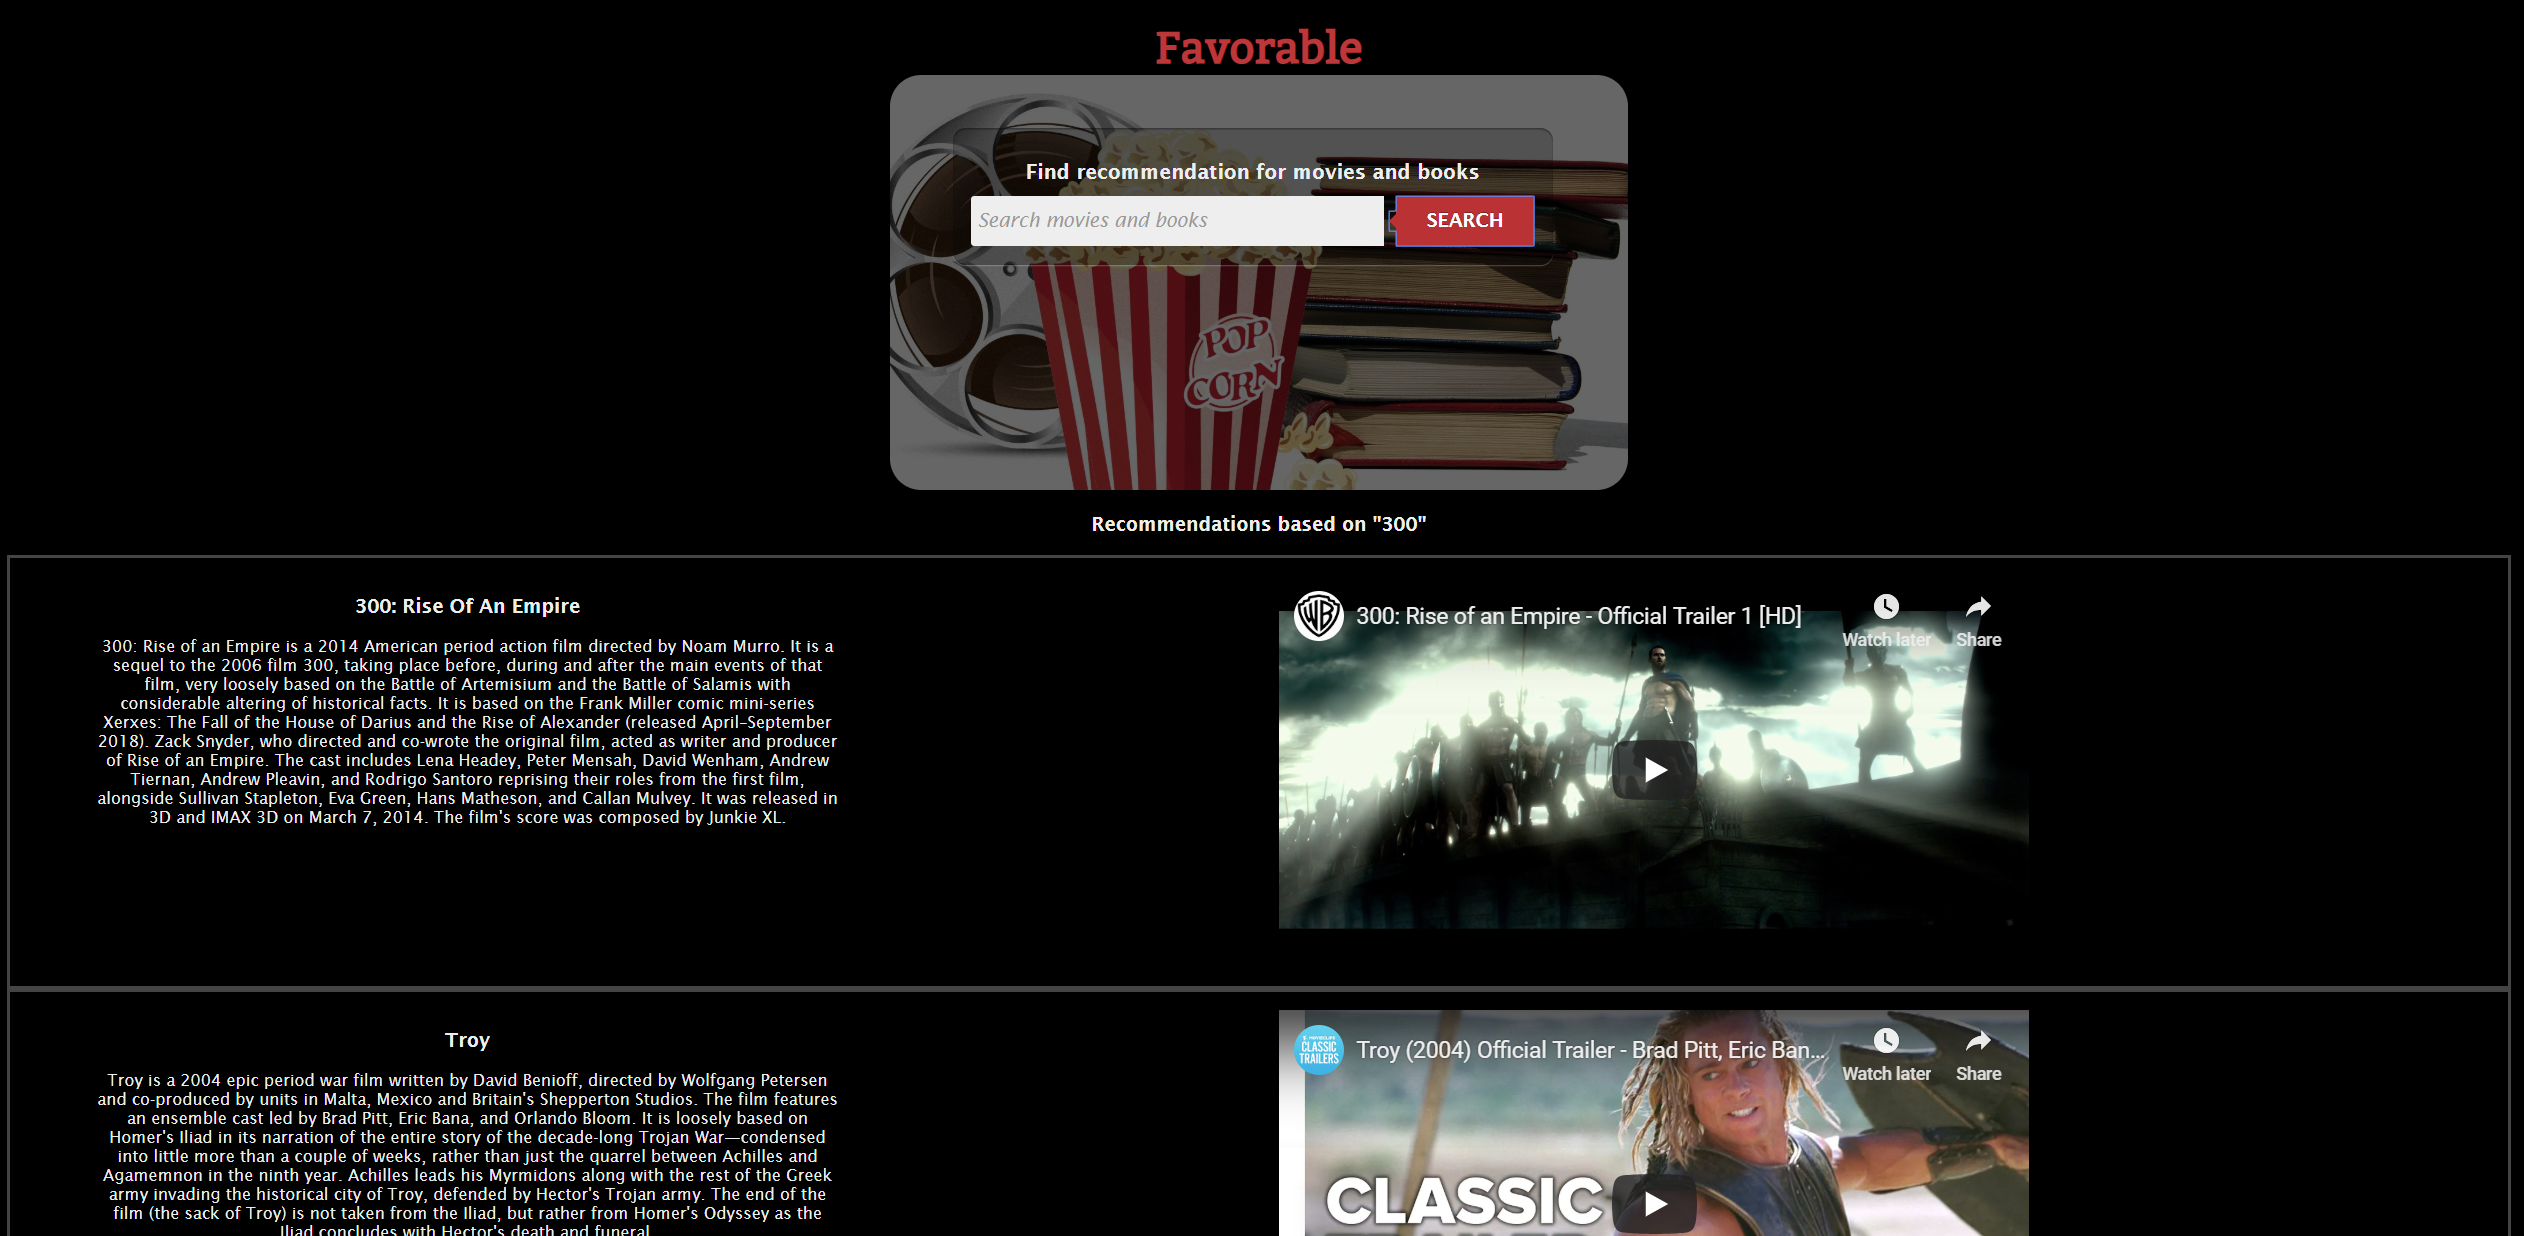 Favorable
Find recommendation for movies and books
Search movies and books
SEARCH
POP
CORN
Recommendations based on "300"
300: Rise Of An Empire
300: Rise of an Empire is a 2014 American period action film directed by Noam Murro. It is a
sequel to the 2006 film 300, taking place before, during and after the main events of that
film, very loosely based on the Battle of Artemisium and the Battle of Salamis with
considerable altering of historical facts. It is based on the Frank Miller comic mini-series
Xerxes: The Fall of the House of Darius and the Rise of Alexander (released April–September
2018). Zack Snyder, who directed and co-wrote the original film, acted as writer and producer
of Rise of an Empire. The cast includes Lena Headey, Peter Mensah, David Wenham, Andrew
Tiernan, Andrew Pleavin, and Rodrigo Santoro reprising their roles from the first film,
alongside Sullivan Stapleton, Eva Green, Hans Matheson, and Callan Mulvey. It was released in
3D and IMAX 3D on March 7, 2014. The film's score was composed by Junkie XL.
WB
300: Rise of an Empire - Official Trailer 1 [HD]
Watch later
Share
Troy
Troy is a 2004 epic period war film written by David Benioff, directed by Wolfgang Petersen
and co-produced by units in Malta, Mexico and Britain's Shepperton Studios. The film features
an ensemble cast led by Brad Pitt, Eric Bana, and Orlando Bloom. It is loosely based on
Homer's Iliad in its narration of the entire story of the decade-long Trojan War—condensed
into little more than a couple of weeks, rather than just the quarrel between Achilles and
Agamemnon in the ninth year. Achilles leads his Myrmidons along with the rest of the Greek
army invading the historical city of Troy, defended by Hector's Trojan army. The end of the
film (the sack of Troy) is not taken from the Iliad, but rather from Homer's Odyssey as the
Iliad concludes with Hector's death and funeral.
CLASSIC
TRAILERS
Troy (2004) Official Trailer - Brad Pitt, Eric Ban...
Watch later
Share
CLASSIC